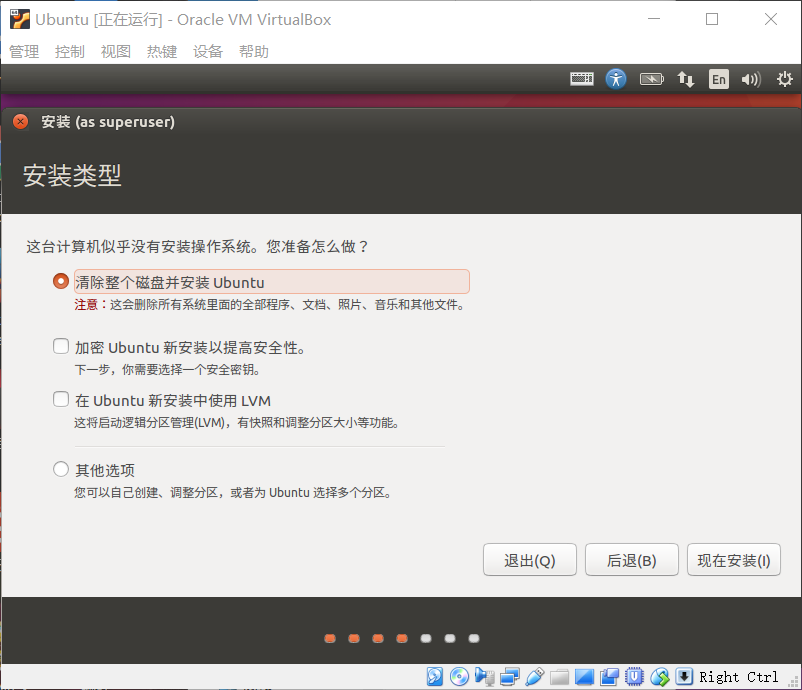 Ubuntu [正在运行] - Oracle VM VirtualBox
管理 控制 视图 热键 设备 帮助
En
安装 (as superuser)
安装类型
这台计算机似乎没有安装操作系统。您准备怎么做？
清除整个磁盘并安装 Ubuntu
注意：这会删除所有系统里面的全部程序、文档、照片、音乐和其他文件。
加密 Ubuntu 新安装以提高安全性。
下一步，你需要选择一个安全密钥。
在 Ubuntu 新安装中使用 LVM
这将启动逻辑分区管理(LVM)，有快照和调整分区大小等功能。
其他选项
您可以自己创建、调整分区，或者为 Ubuntu 选择多个分区。
退出(Q) 后退(B) 现在安装(I)
Right Ctrl